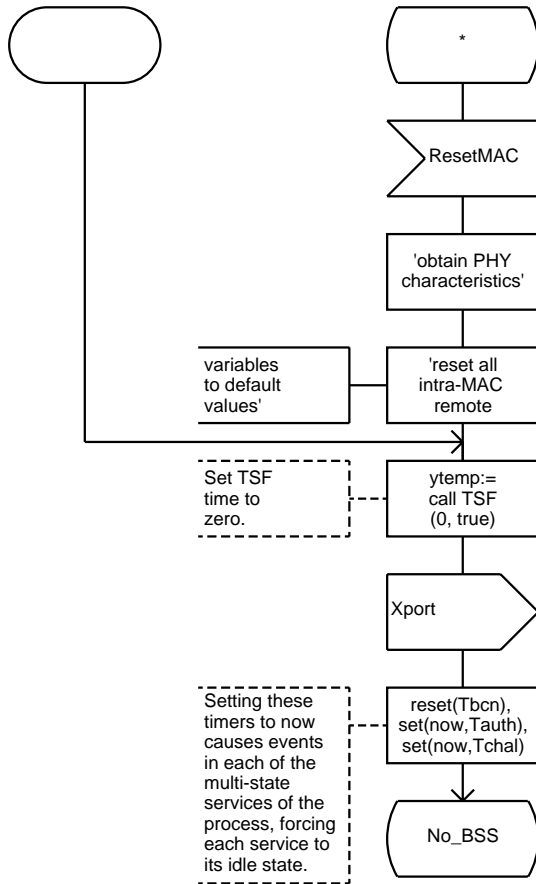 *
ResetMAC
'obtain PHY
characteristics'
variables
to default
values'
'reset all
intra-MAC
remote
Set TSF
time to
zero.
ytemp:=
call TSF
(0, true)
Xport
Setting these
timers to now
causes events
in each of the
multi-state
services of the
process, forcing
each service to
its idle state.
reset(Tbcn),
set(now,Tauth),
set(now,Tchal)
No_BSS